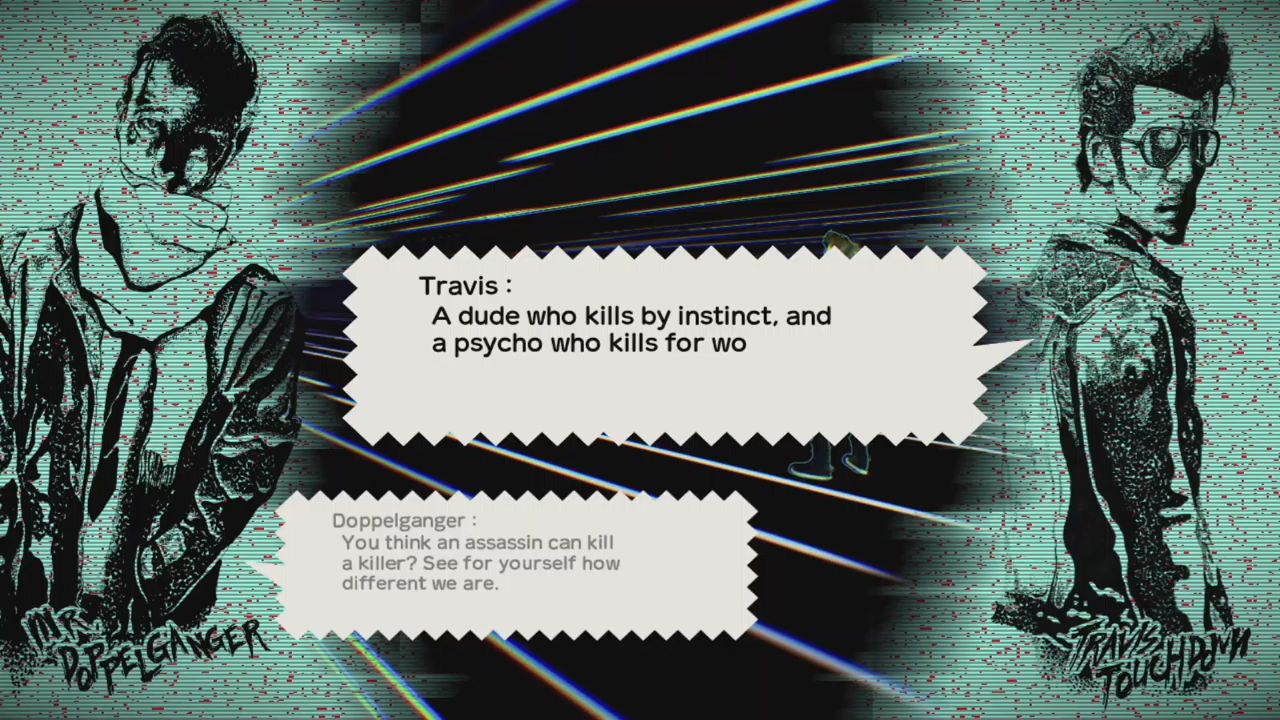 Travis :
A dude who kills by instinct, and
a psycho who kills for wo
Doppelganger :
You think an assassin can kill
a killer? See for yourself how
different we are.
MR.
DOPPELGANGER
TRAVIS
TOUCHDOWN